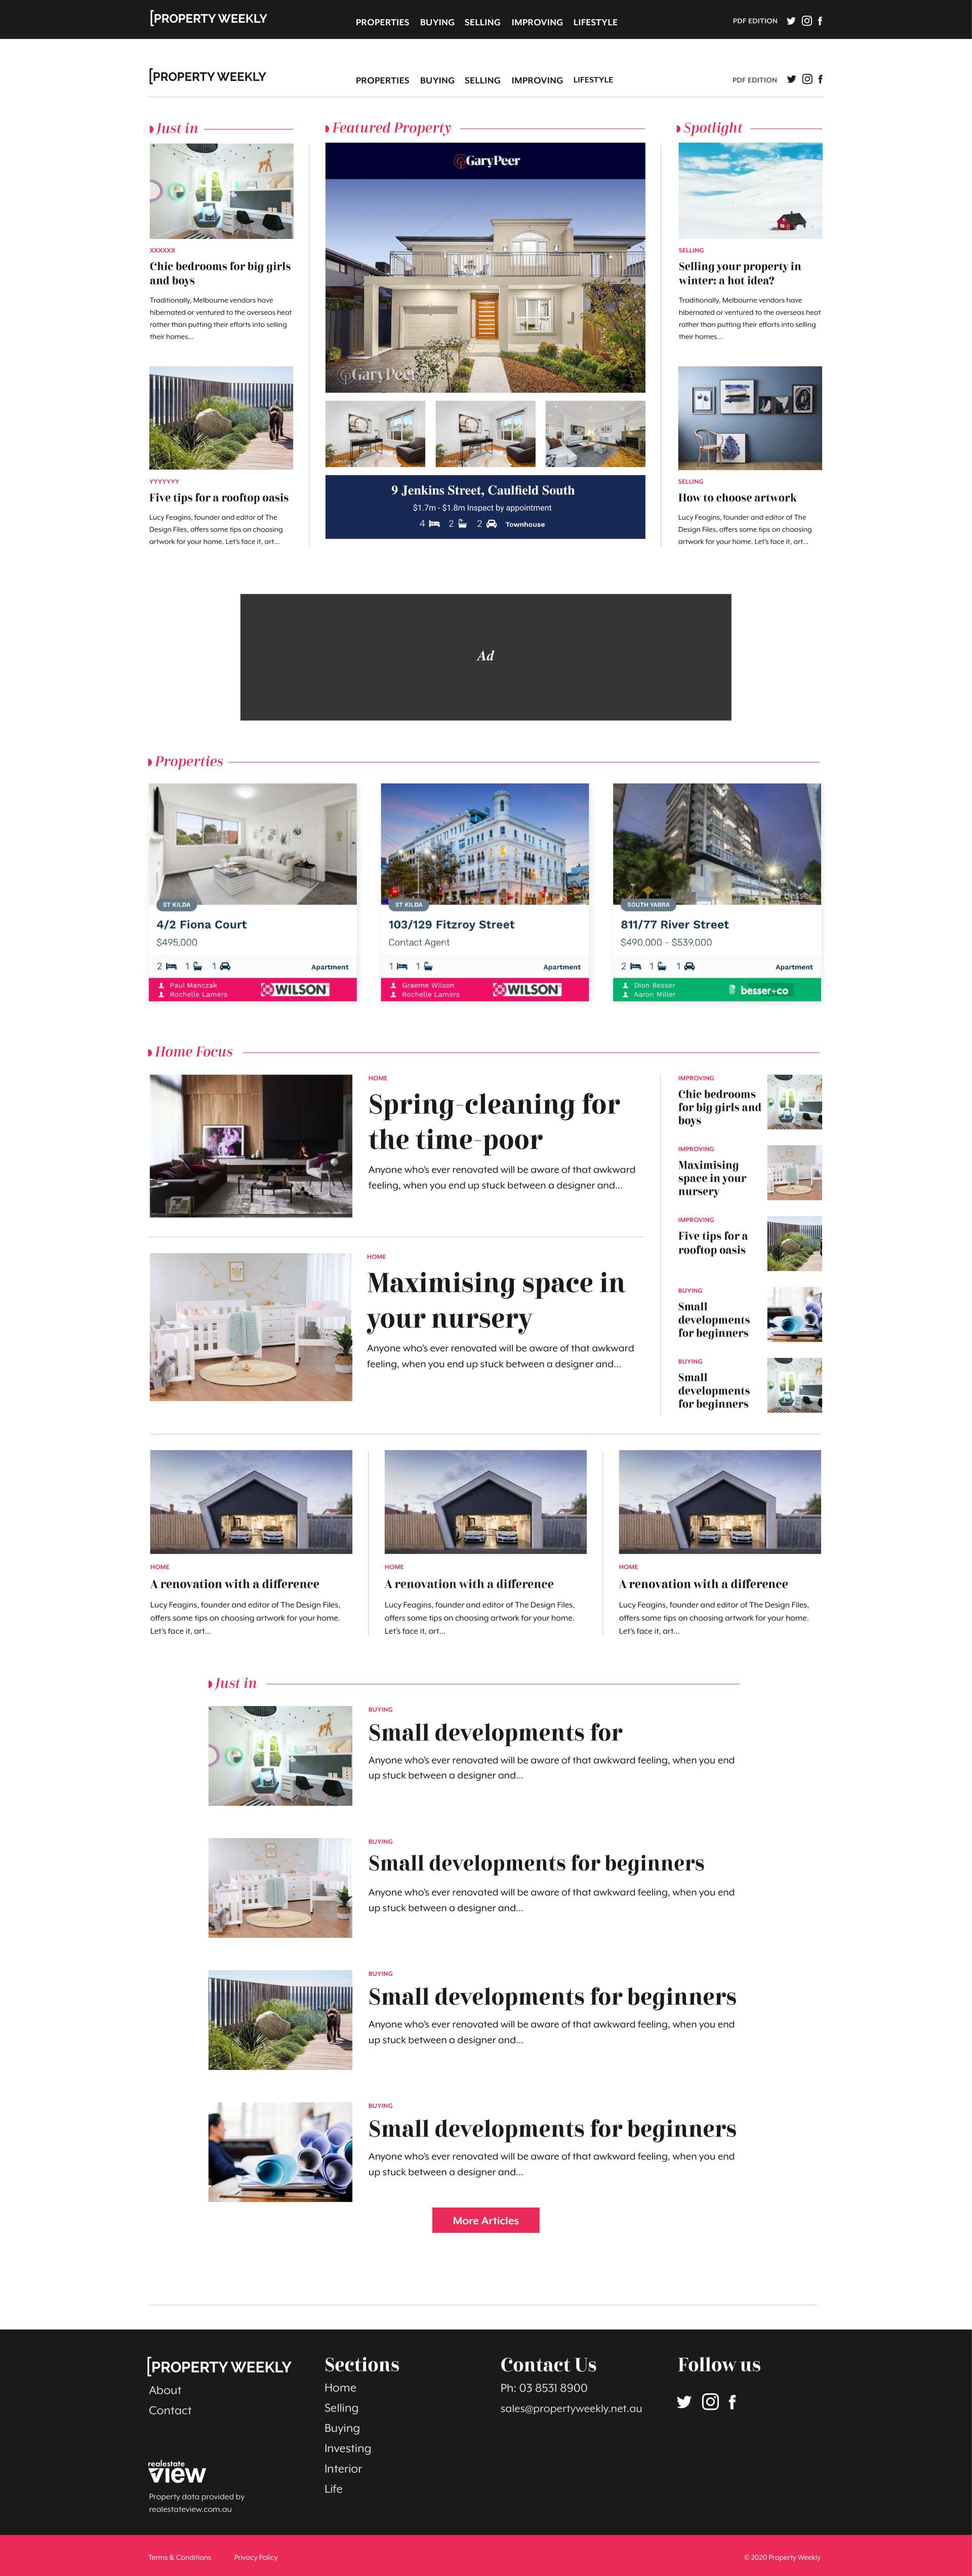 [PROPERTY WEEKLY
PROPERTIES BUYING SELLING IMPROVING LIFESTYLE
PDF EDITION
[PROPERTY WEEKLY
PROPERTIES BUYING SELLING IMPROVING LIFESTYLE
PDF EDITION
Just in
XXXXXX
Chic bedrooms for big girls
and boys
Traditionally, Melbourne vendors have
hibernated or ventured to the overseas heat
rather than putting their efforts into selling
their homes...
YYYYYYY
Five tips for a rooftop oasis
Lucy Feagins, founder and editor of The
Design Files, offers some tips on choosing
artwork for your home. Let's face it, art...
Featured Property
GaryPeer
GaryPeer
9 Jenkins Street, Caulfield South
$1.7m - $1.8m Inspect by appointment
4 2 2 Townhouse
Spotlight
SELLING
Selling your property in
winter: a hot idea?
Traditionally, Melbourne vendors have
hibernated or ventured to the overseas heat
rather than putting their efforts into selling
their homes...
SELLING
How to choose artwork
Lucy Feagins, founder and editor of The
Design Files, offers some tips on choosing
artwork for your home. Let's face it, art...
Ad
Properties
ST KILDA
4/2 Fiona Court
$495,000
2 1 1 Apartment
Paul Manczak
Rochelle Lamers
WILSON
ST KILDA
103/129 Fitzroy Street
Contact Agent
1 1 Apartment
Graeme Wilson
Rochelle Lamers
WILSON
besser
SOUTH YARRA
811/77 River Street
$490,000 - $539,000
2 1 1 Apartment
Dion Besser
Aaron Miller
besser+co
Home Focus
HOME
Spring-cleaning for
the time-poor
Anyone who's ever renovated will be aware of that awkward
feeling, when you end up stuck between a designer and...
HOME
Maximising space in
your nursery
Anyone who's ever renovated will be aware of that awkward
feeling, when you end up stuck between a designer and...
IMPROVING
Chic bedrooms
for big girls and
boys
IMPROVING
Maximising
space in your
nursery
IMPROVING
Five tips for a
rooftop oasis
BUYING
Small
developments
for beginners
BUYING
Small
developments
for beginners
HOME
A renovation with a difference
Lucy Feagins, founder and editor of The Design Files,
offers some tips on choosing artwork for your home.
Let's face it, art...
HOME
A renovation with a difference
Lucy Feagins, founder and editor of The Design Files,
offers some tips on choosing artwork for your home.
Let's face it, art...
HOME
A renovation with a difference
Lucy Feagins, founder and editor of The Design Files,
offers some tips on choosing artwork for your home.
Let's face it, art...
Just in
BUYING
Small developments for
Anyone who's ever renovated will be aware of that awkward feeling, when you end
up stuck between a designer and...
BUYING
Small developments for beginners
Anyone who's ever renovated will be aware of that awkward feeling, when you end
up stuck between a designer and...
BUYING
Small developments for beginners
Anyone who's ever renovated will be aware of that awkward feeling, when you end
up stuck between a designer and...
BUYING
Small developments for beginners
Anyone who's ever renovated will be aware of that awkward feeling, when you end
up stuck between a designer and...
More Articles
[PROPERTY WEEKLY
About
Contact
realestate
view
Property data provided by
realestateview.com.au
Sections
Home
Selling
Buying
Investing
Interior
Life
Contact Us
Ph: 03 8531 8900
sales@propertyweekly.net.au
Follow us
Terms & Conditions Privacy Policy
© 2020 Property Weekly